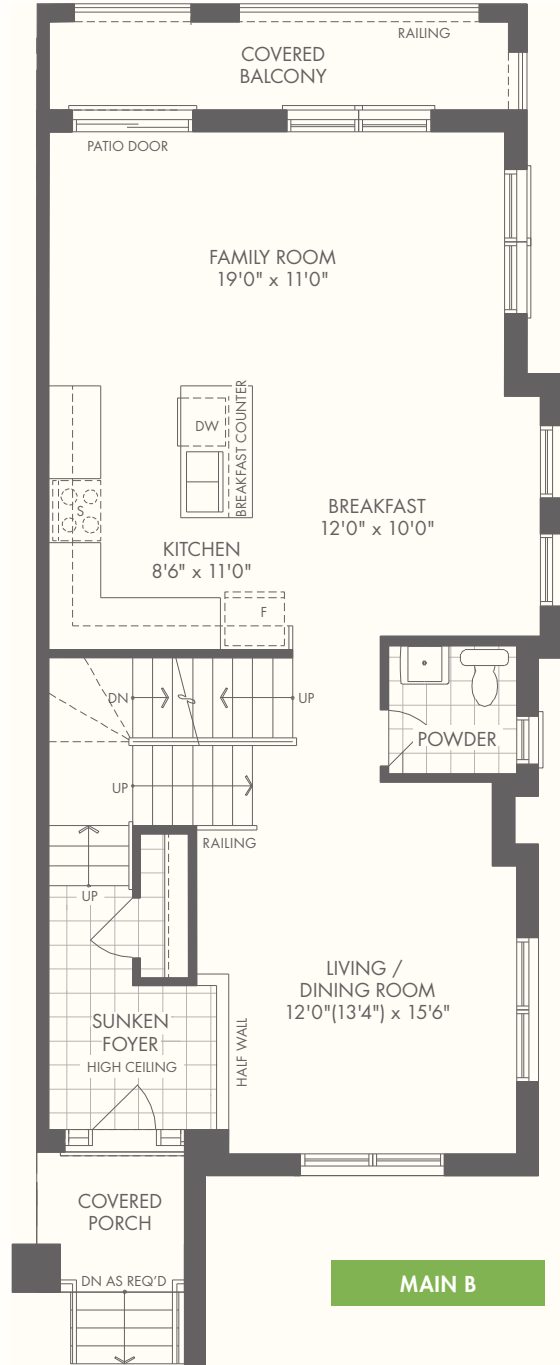 RAILING
COVERED
BALCONY
PATIO DOOR
FAMILY ROOM
19'0" x 11'0"
BREAKFAST COUNTER
DW
S
BREAKFAST
12'0" x 10'0"
KITCHEN
8'6" x 11'0"
F
DN
UP
POWDER
UP
RAILING
UP
LIVING /
DINING ROOM
12'0"(13'4") x 15'6"
SUNKEN
FOYER
HIGH CEILING
HALF WALL
COVERED
PORCH
DN AS REQ'D
MAIN B